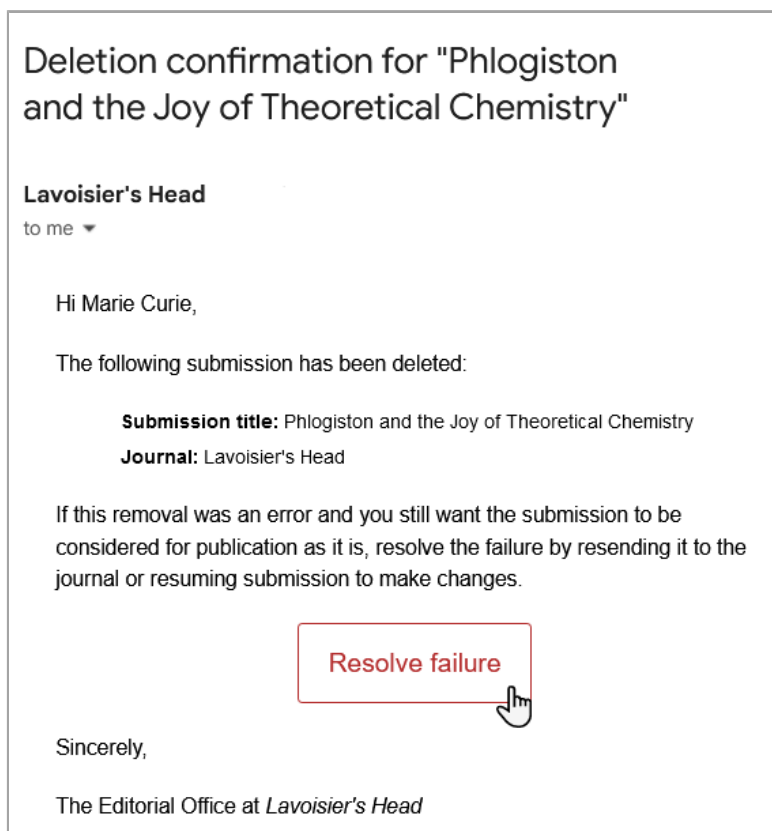 Deletion confirmation for "Phlogiston
and the Joy of Theoretical Chemistry"
Lavoisier's Head
to me
Hi Marie Curie,
The following submission has been deleted:
Submission title: Phlogiston and the Joy of Theoretical Chemistry
Journal: Lavoisier's Head
If this removal was an error and you still want the submission to be
considered for publication as it is, resolve the failure by resending it to the
journal or resuming submission to make changes.
Resolve failure
Sincerely,
The Editorial Office at Lavoisier's Head